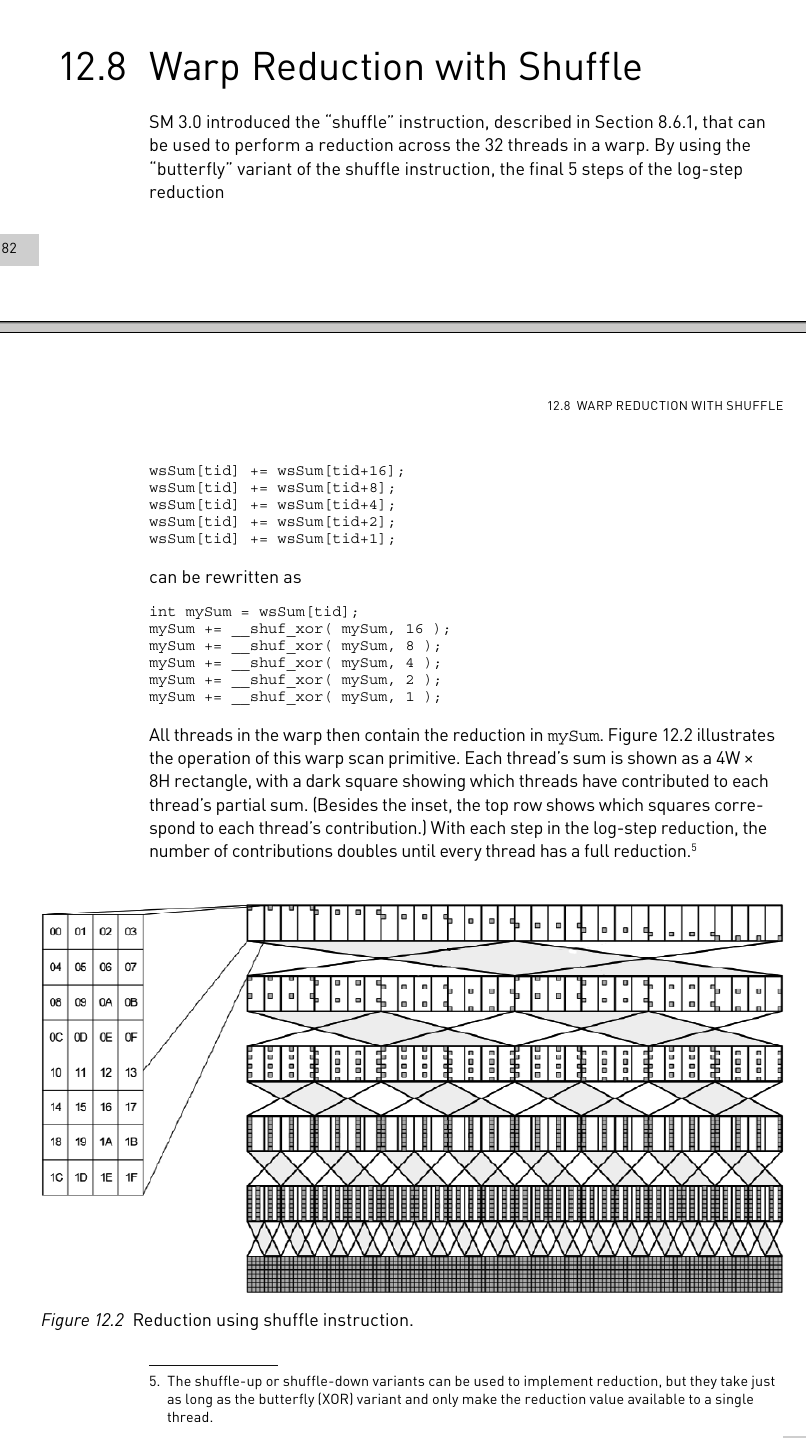 12.8 Warp Reduction with Shuffle
SM 3.0 introduced the “shuffle” instruction, described in Section 8.6.1, that can
be used to perform a reduction across the 32 threads in a warp. By using the
“butterfly” variant of the shuffle instruction, the final 5 steps of the log-step
reduction
82
12.8 WARP REDUCTION WITH SHUFFLE
wsSum[tid] += wsSum[tid+16];
wsSum[tid] += wsSum[tid+8];
wsSum[tid] += wsSum[tid+4];
wsSum[tid] += wsSum[tid+2];
wsSum[tid] += wsSum[tid+1];
can be rewritten as
int mySum = wsSum[tid];
mySum += __shuf_xor( mySum, 16 );
mySum += __shuf_xor( mySum, 8 );
mySum += __shuf_xor( mySum, 4 );
mySum += __shuf_xor( mySum, 2 );
mySum += __shuf_xor( mySum, 1 );
All threads in the warp then contain the reduction in mySum. Figure 12.2 illustrates
the operation of this warp scan primitive. Each thread’s sum is shown as a 4W ×
8H rectangle, with a dark square showing which threads have contributed to each
thread’s partial sum. (Besides the inset, the top row shows which squares corre-
spond to each thread’s contribution.) With each step in the log-step reduction, the
number of contributions doubles until every thread has a full reduction.5
00 01 02 03
04 05 06 07
08 09 0A 0B
0C 0D 0E 0F
10 11 12 13
14 15 16 17
18 19 1A 1B
1C 1D 1E 1F
Figure 12.2 Reduction using shuffle instruction.
5. The shuffle-up or shuffle-down variants can be used to implement reduction, but they take just
as long as the butterfly (XOR) variant and only make the reduction value available to a single
thread.